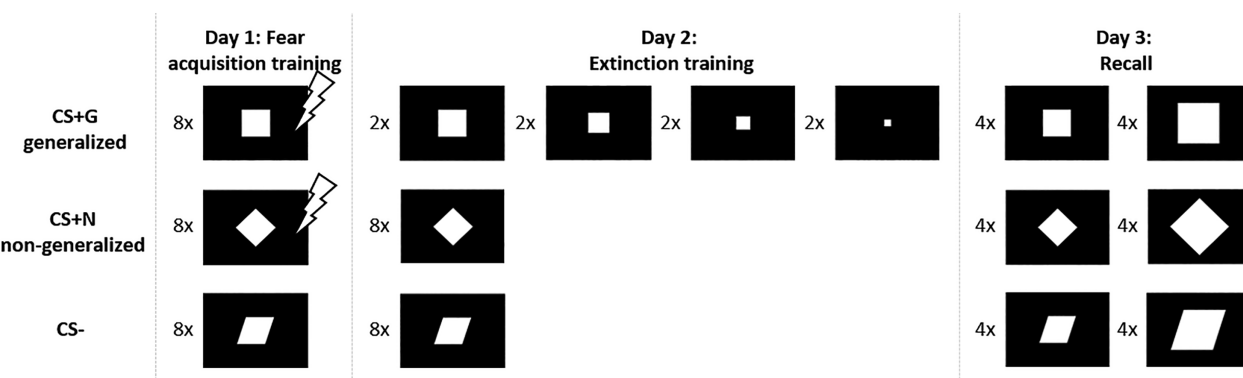 Day 1: Fear
acquisition training
Day 2:
Extinction training
Day 3:
Recall
CS+G
generalized
8x
2x
2x
2x
2x
4x
4x
CS+N
non-generalized
8x
8x
4x
4x
CS-
8x
8x
4x
4x